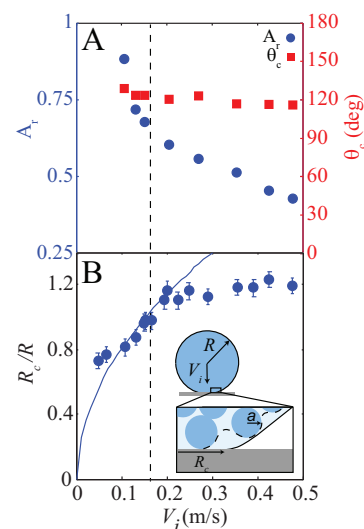 A
A_r
θ_c
1
0.75
0.5
0.25
A_r
180
150
120
90
60
30
0
θ_c (deg)
B
1.2
0.8
0.4
0
R_c/R
R
V_i
a
R_c
0 0.1 0.2 0.3 0.4 0.5
V_i (m/s)